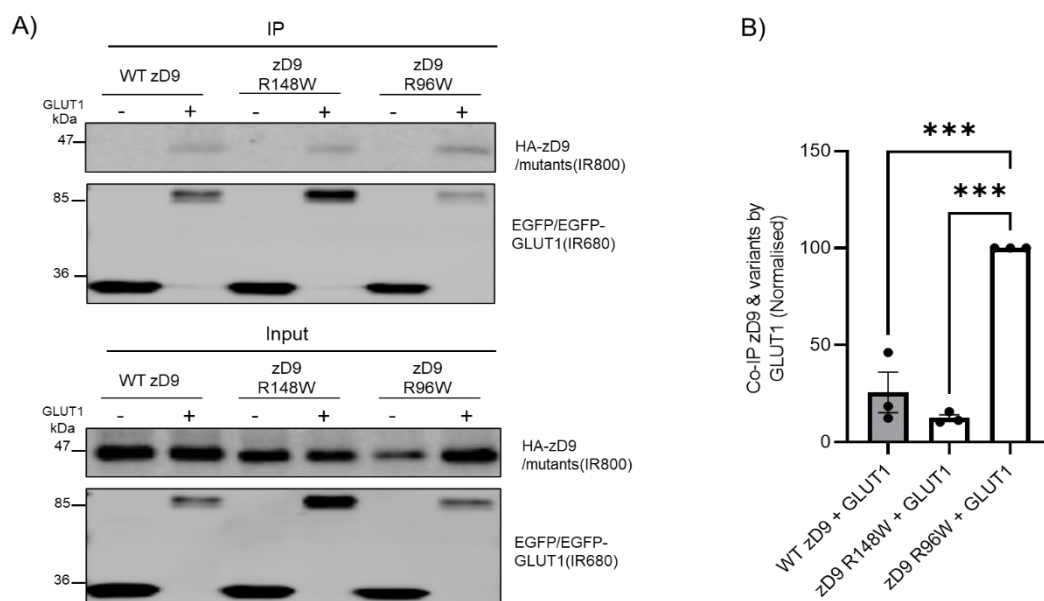 A)
IP
WT zD9
zD9
R148W
zD9
R96W
GLUT1
kDa
- + - + - +
47
HA-zD9
/mutants(IR800)
85
EGFP/EGFP-
GLUT1(IR680)
36
Input
WT zD9
zD9
R148W
zD9
R96W
GLUT1
kDa
- + - + - +
47
HA-zD9
/mutants(IR800)
85
EGFP/EGFP-
GLUT1(IR680)
36
B)
Co-IP zD9 & variants by
GLUT1 (Normalised)
150
100
50
0
***
***
WT zD9 + GLUT1
zD9 R148W + GLUT1
zD9 R96W + GLUT1